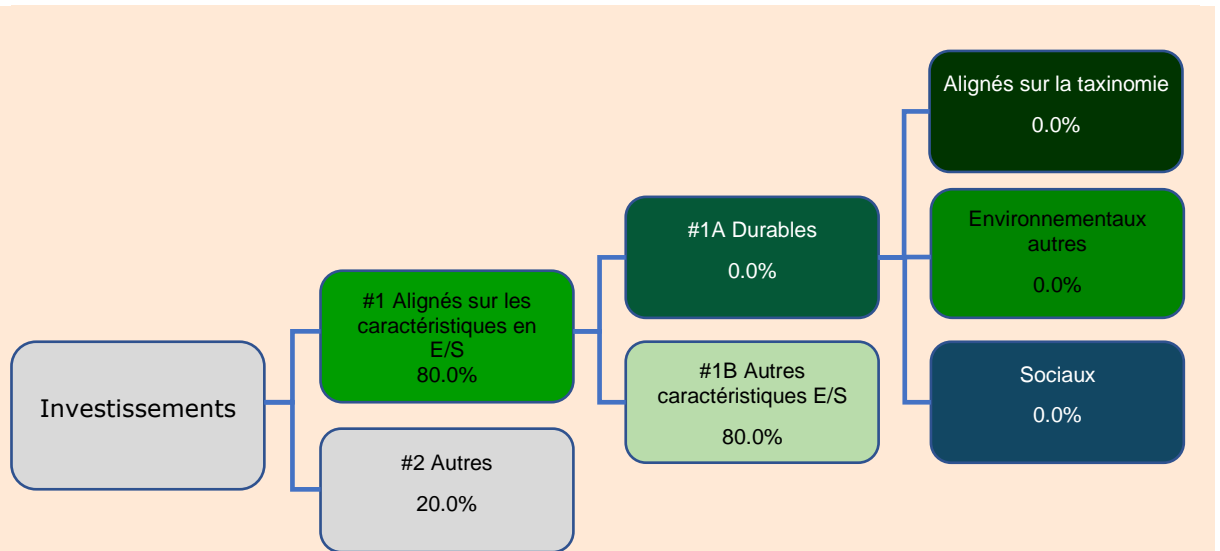 Investissements
#1 Alignés sur les
caractéristiques en
E/S
80.0%
#2 Autres
20.0%
#1A Durables
0.0%
#1B Autres
caractéristiques E/S
80.0%
Alignés sur la taxinomie
0.0%
Environnementaux
autres
0.0%
Sociaux
0.0%